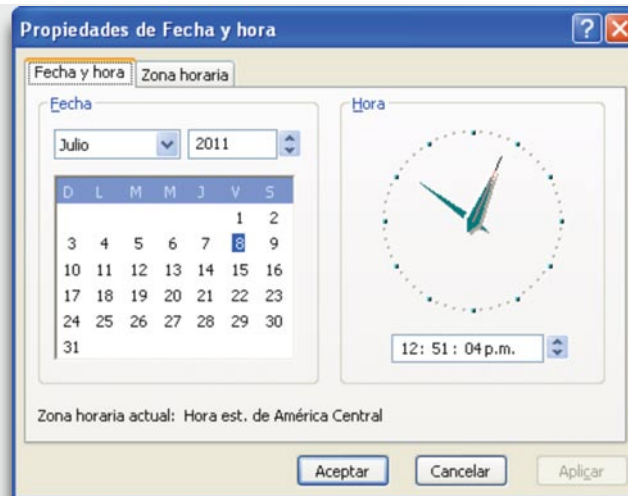 Propiedades de Fecha y hora
Fecha y hora Zona horaria
Fecha
Julio 2011
D L M M J V S
1 2
3 4 5 6 7 8 9
10 11 12 13 14 15 16
17 18 19 20 21 22 23
24 25 26 27 28 29 30
31
Hora
12: 51: 04 p.m.
Zona horaria actual: Hora est. de América Central
Aceptar Cancelar Aplicar